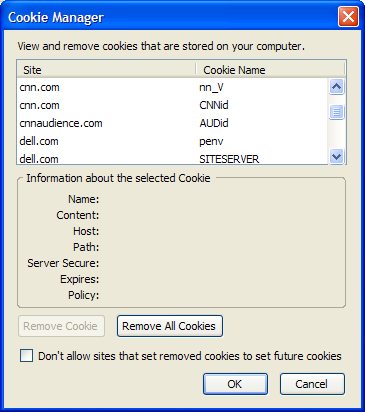 Cookie Manager
View and remove cookies that are stored on your computer.
Site Cookie Name
cnn.com nn_V
cnn.com CNNid
cnnaudience.com AUDid
dell.com penv
dell.com SITESERVER
Information about the selected Cookie
Name:
Content:
Host:
Path:
Server Secure:
Expires:
Policy:
Remove Cookie Remove All Cookies
Don't allow sites that set removed cookies to set future cookies
OK Cancel